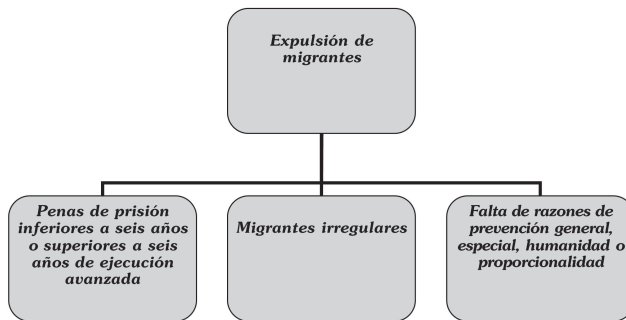 Expulsión de
migrantes
Penas de prisión
inferiores a seis años
o superiores a seis
años de ejecución
avanzada
Migrantes irregulares
Falta de razones de
prevención general,
especial, humanidad o
proporcionalidad